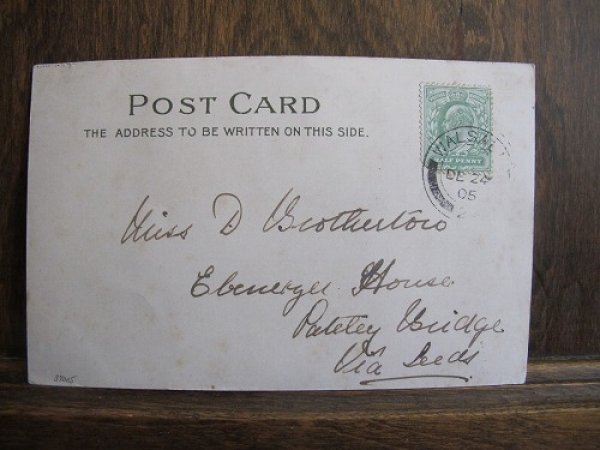 POST CARD
THE ADDRESS TO BE WRITTEN ON THIS SIDE.
HALF PENNY
WALSALL
DE 24
05
Miss D Brotherton
Ebenezer House
Pateley Bridge
Via Leeds